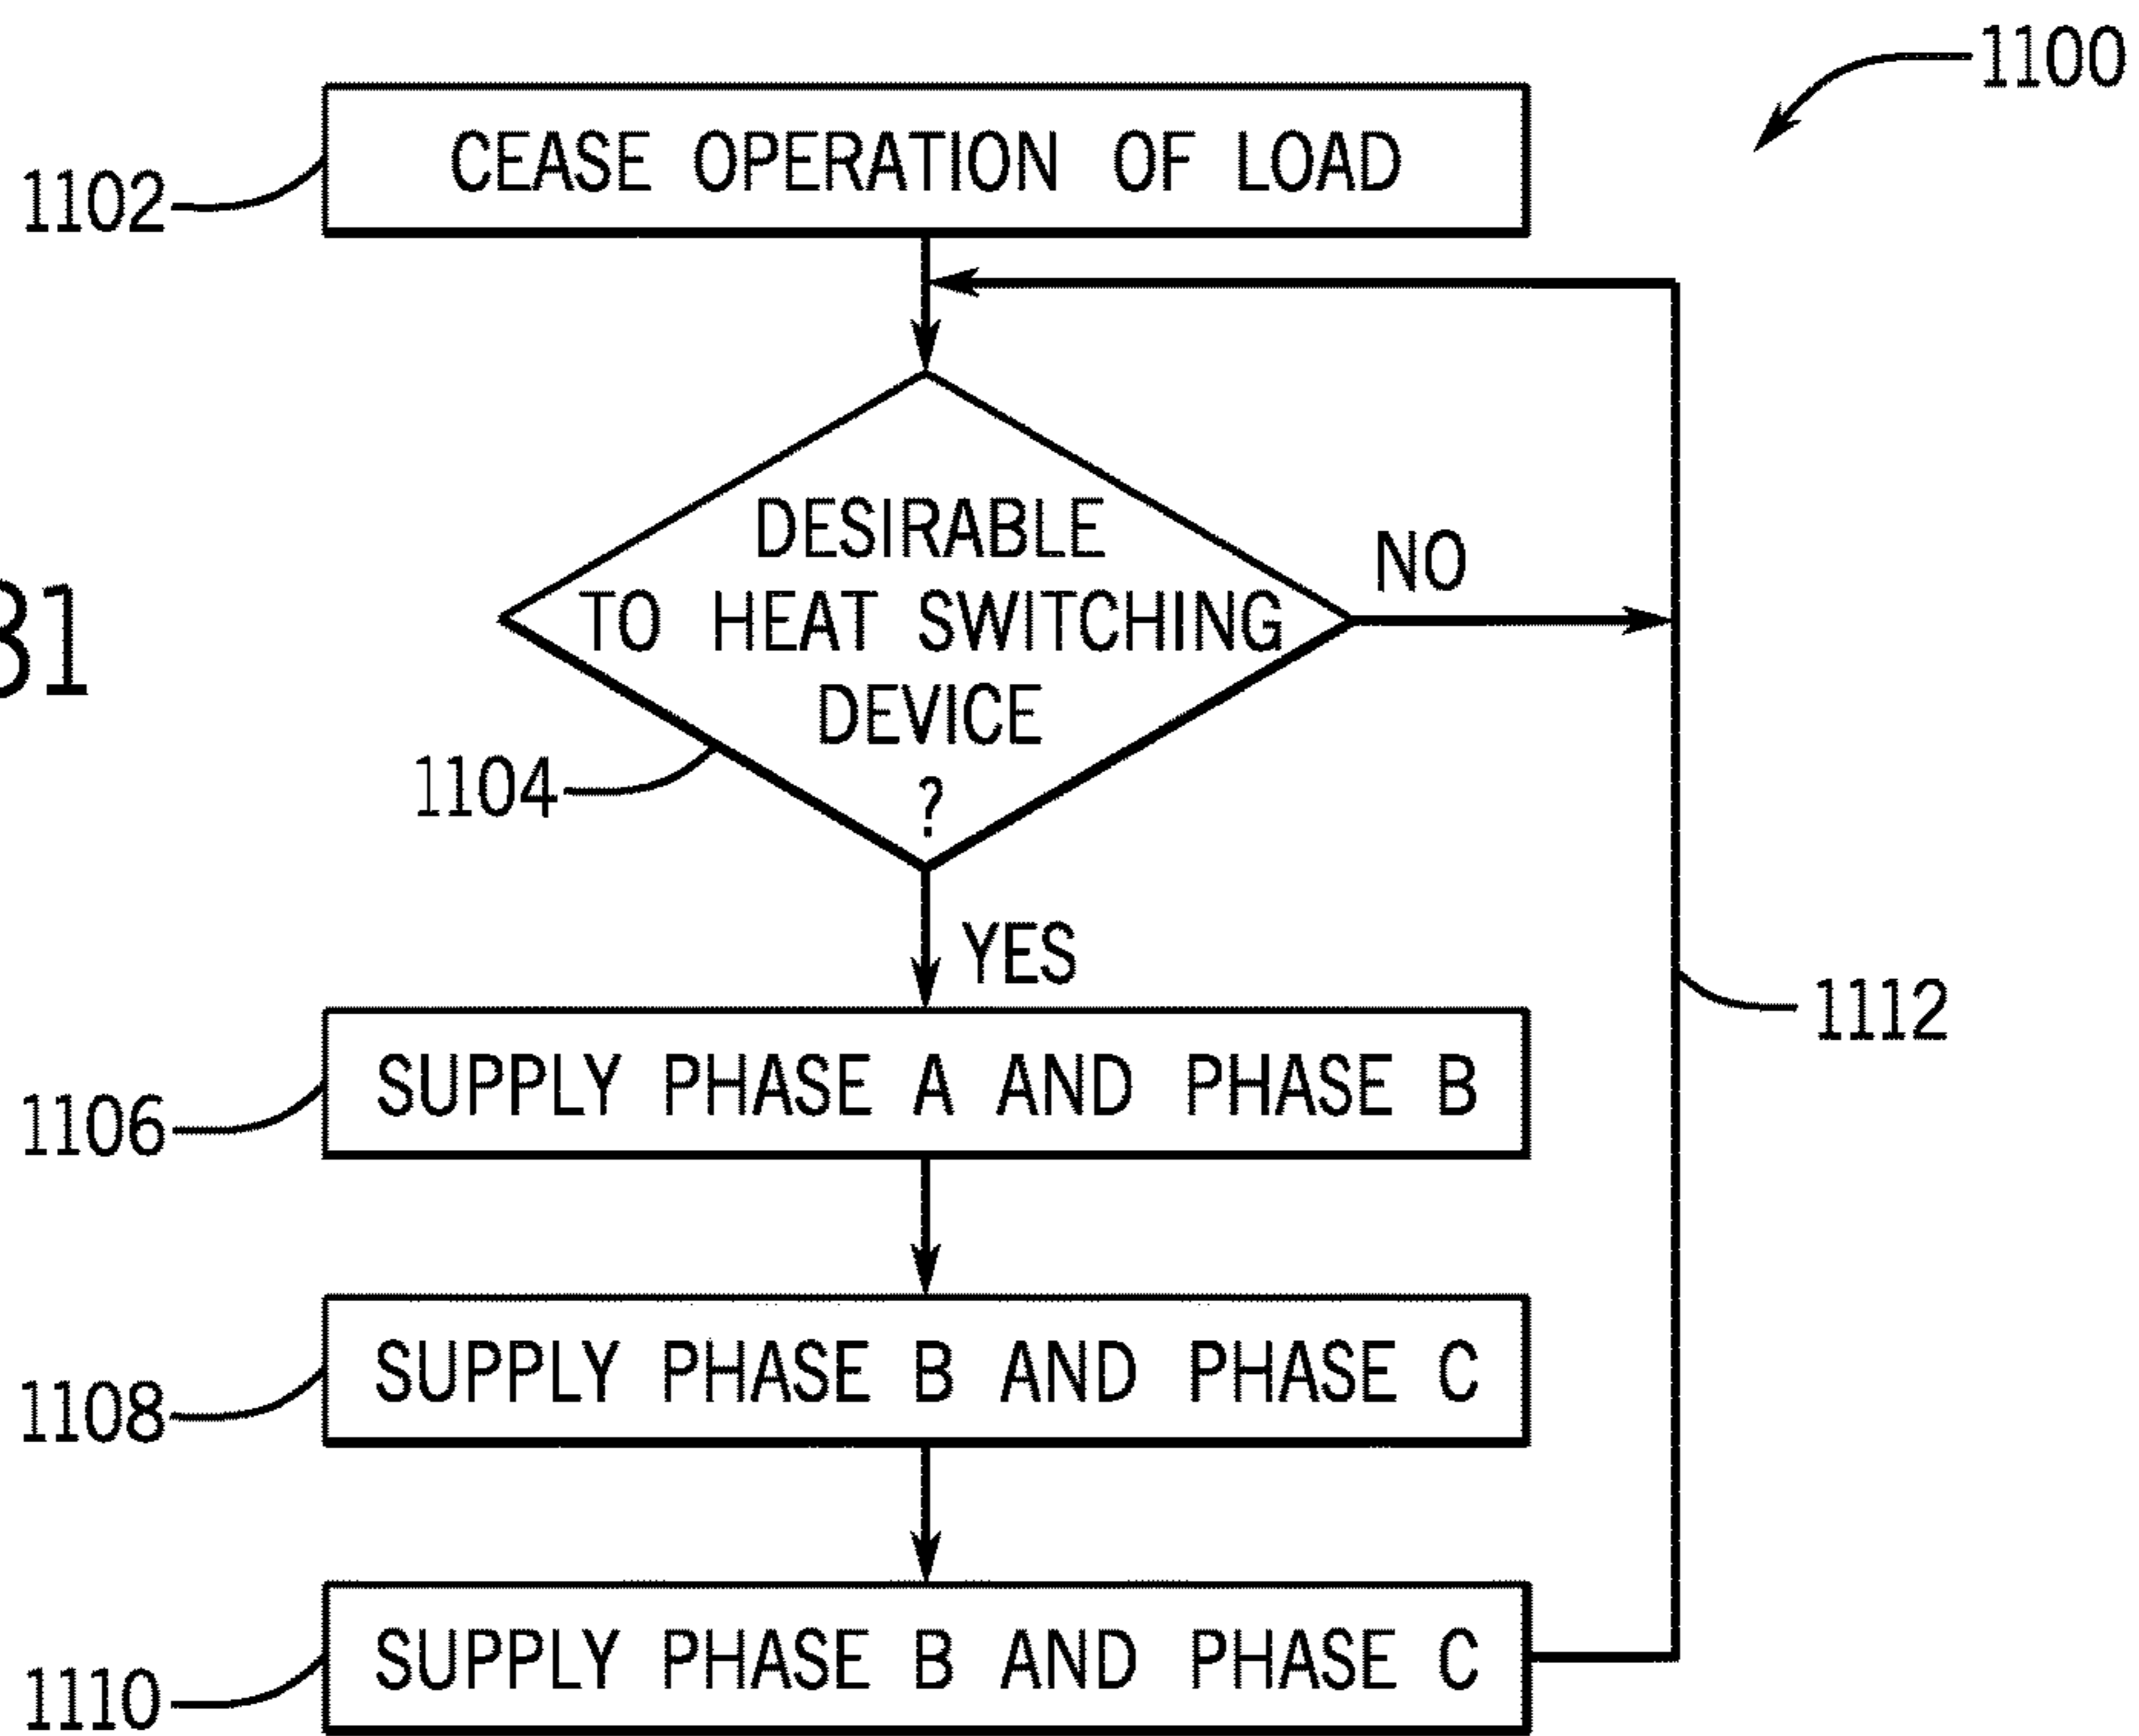 1100
CEASE OPERATION OF LOAD
1102
DESIRABLE
TO HEAT SWITCHING
DEVICE
?
NO
31
1104
YES
1112
SUPPLY PHASE A AND PHASE B
1106
SUPPLY PHASE B AND PHASE C
1108
SUPPLY PHASE B AND PHASE C
1110